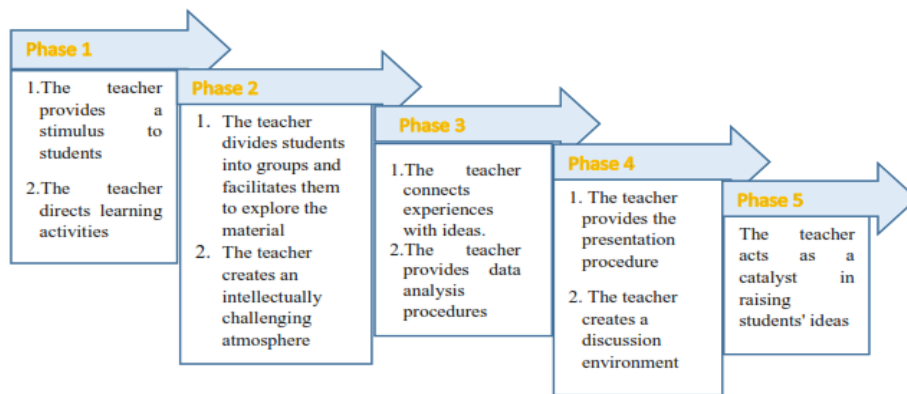 Phase 1
1.The teacher
provides a
stimulus to
students
2.The teacher
directs learning
activities
Phase 2
1. The teacher
divides students
into groups and
facilitates them
to explore the
material
2. The teacher
creates an
intellectually
challenging
atmosphere
Phase 3
1.The teacher
connects
experiences
with ideas.
2.The teacher
provides data
analysis
procedures
Phase 4
1. The teacher
provides the
presentation
procedure
2. The teacher
creates a
discussion
environment
Phase 5
The teacher
acts as a
catalyst in
raising
students' ideas